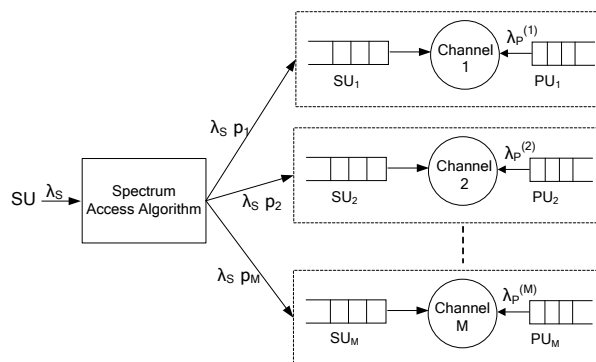 SU λS
Spectrum
Access Algorithm
λS p1
λS p2
λS pM
SU1
Channel
1
λP(1)
PU1
SU2
Channel
2
λP(2)
PU2
SUM
Channel
M
λP(M)
PUM